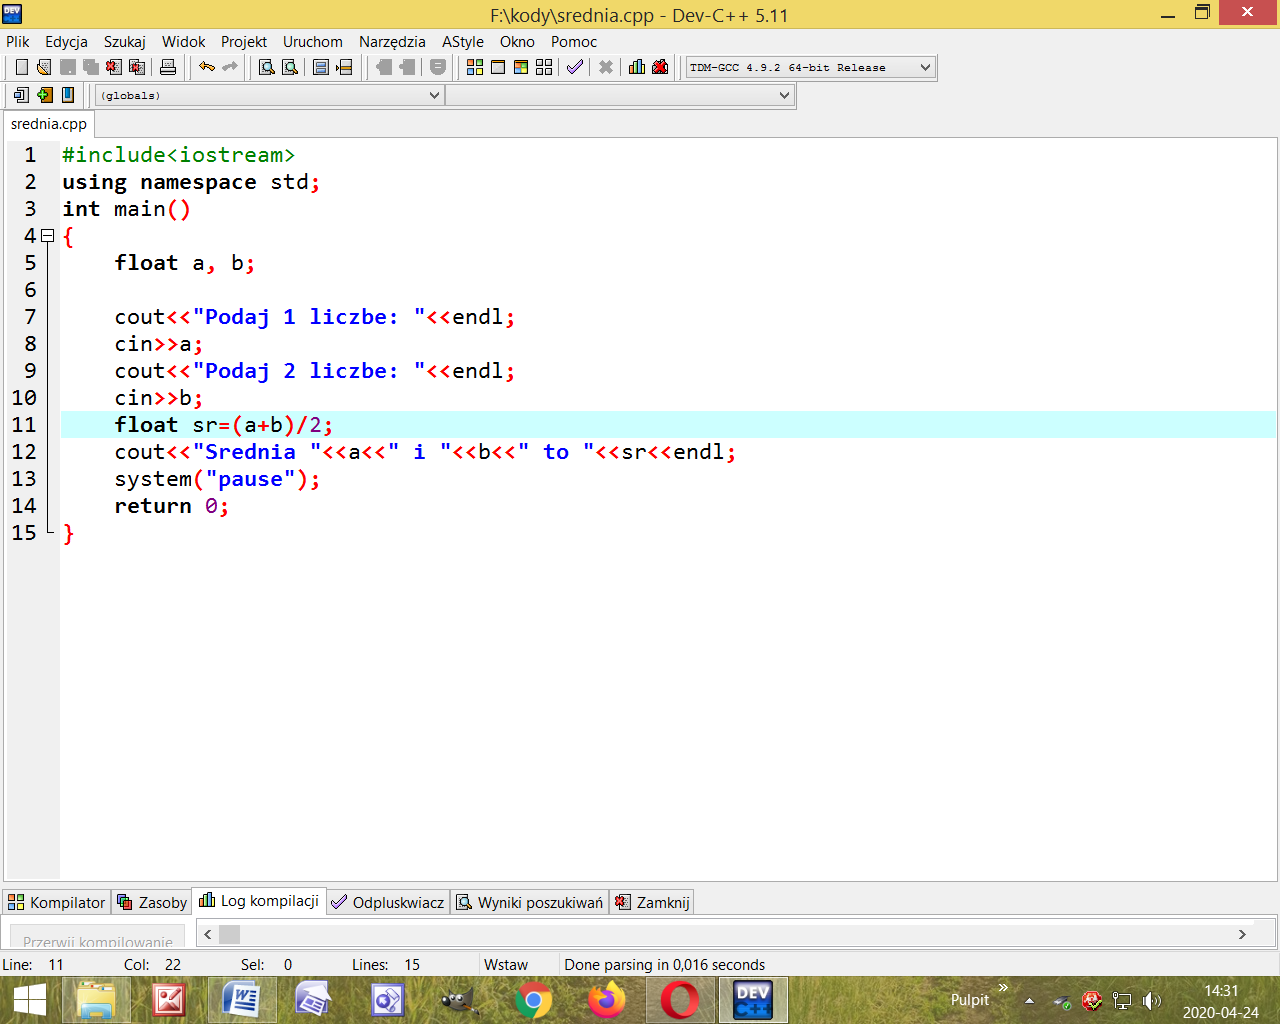 F:\kody\srednia.cpp - Dev-C++ 5.11
Plik Edycja Szukaj Widok Projekt Uruchom Narzędzia AStyle Okno Pomoc
TDM-GCC 4.9.2 64-bit Release
(globals)
srednia.cpp
1 #include<iostream>
2 using namespace std;
3 int main()
4 {
5 float a, b;
6
7 cout<<"Podaj 1 liczbe: "<<endl;
8 cin>>a;
9 cout<<"Podaj 2 liczbe: "<<endl;
10 cin>>b;
11 float sr=(a+b)/2;
12 cout<<"Srednia "<<a<<" i "<<b<<" to "<<sr<<endl;
13 system("pause");
14 return 0;
15 }
Kompilator Zasoby Log kompilacji Odpluskwiacz Wyniki poszukiwań Zamknij
Przerwij kompilowanie
Line: 11 Col: 22 Sel: 0 Lines: 15 Wstaw Done parsing in 0,016 seconds
DEV C++ Pulpit 14:31
2020-04-24